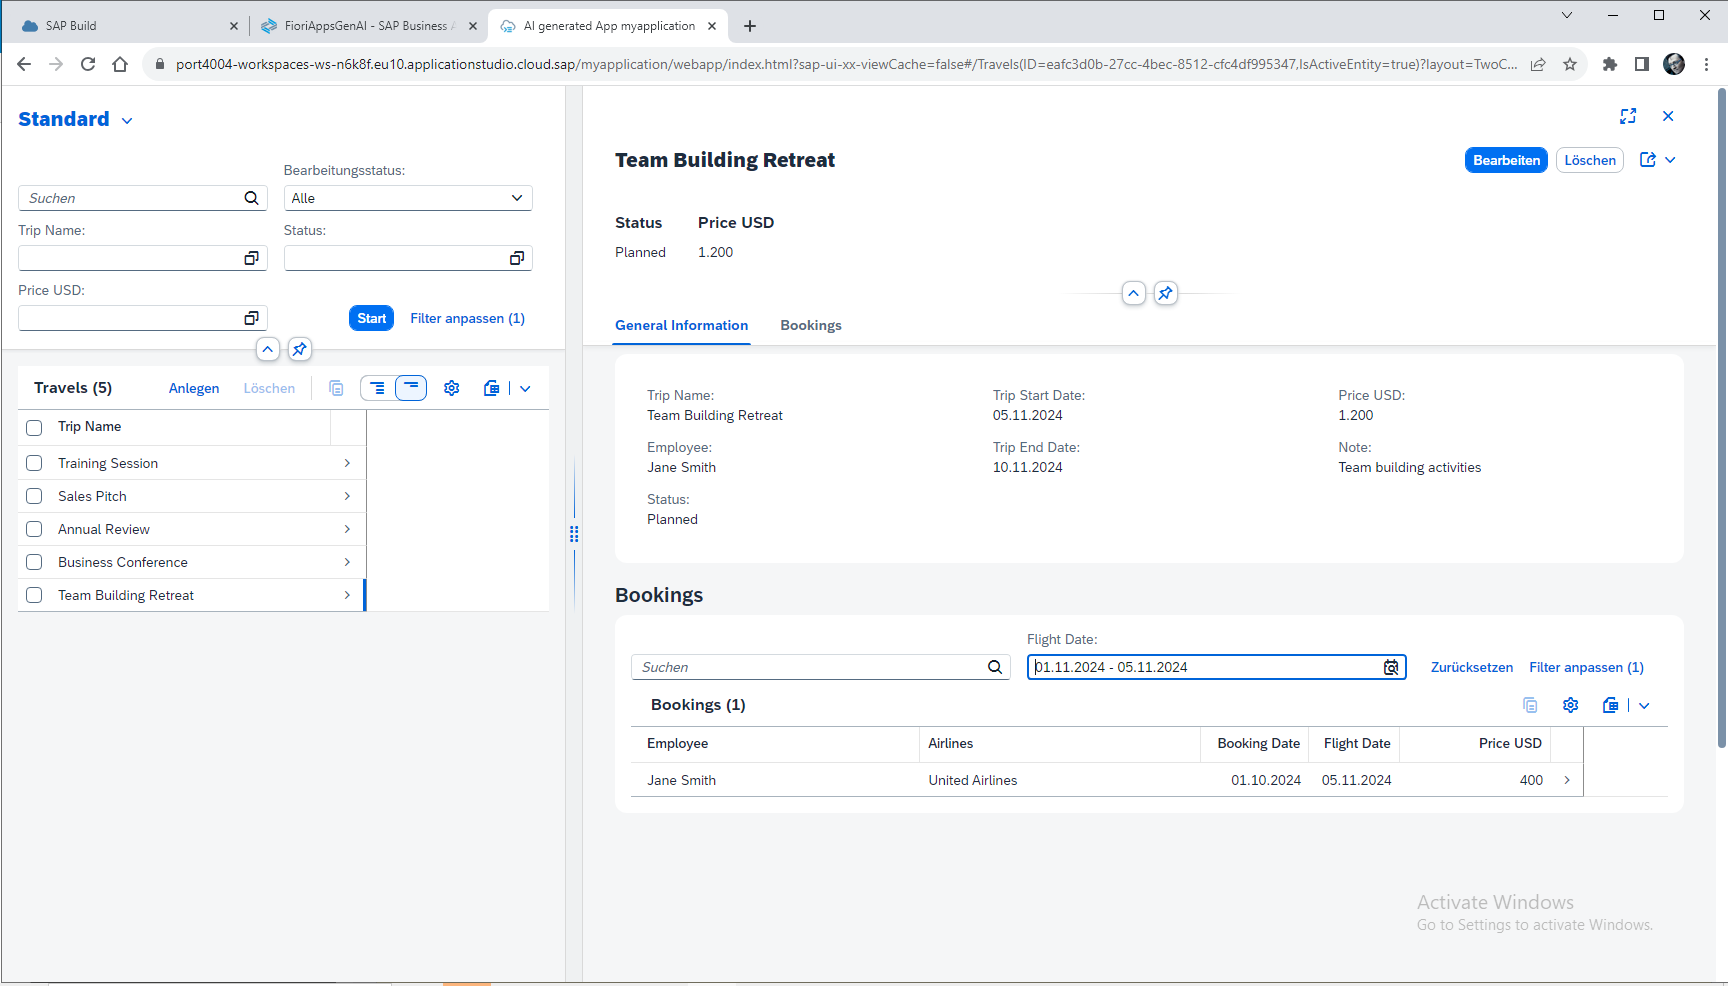 SAP Build
FioriAppsGenAI - SAP Business A
AI generated App myapplication
port4004-workspaces-ws-n6k8f.eu10.applicationstudio.cloud.sap/myapplication/webapp/index.html?sap-ui-xx-viewCache=false#/Travels(ID=eafc3d0b-27cc-4bec-8512-cfc4df995347,IsActiveEntity=true)?layout=TwoC...
Standard
Bearbeitungsstatus:
Suchen
Alle
Trip Name:
Status:
Price USD:
Start
Filter anpassen (1)
Travels (5)
Anlegen
Löschen
Trip Name
Training Session
Sales Pitch
Annual Review
Business Conference
Team Building Retreat
Team Building Retreat
Bearbeiten
Löschen
Status
Price USD
Planned
1.200
General Information
Bookings
Trip Name:
Team Building Retreat
Employee:
Jane Smith
Status:
Planned
Trip Start Date:
05.11.2024
Trip End Date:
10.11.2024
Price USD:
1.200
Note:
Team building activities
Bookings
Flight Date:
Suchen
01.11.2024 - 05.11.2024
Zurücksetzen
Filter anpassen (1)
Bookings (1)
Employee
Airlines
Booking Date
Flight Date
Price USD
Jane Smith
United Airlines
01.10.2024
05.11.2024
400
Activate Windows
Go to Settings to activate Windows.